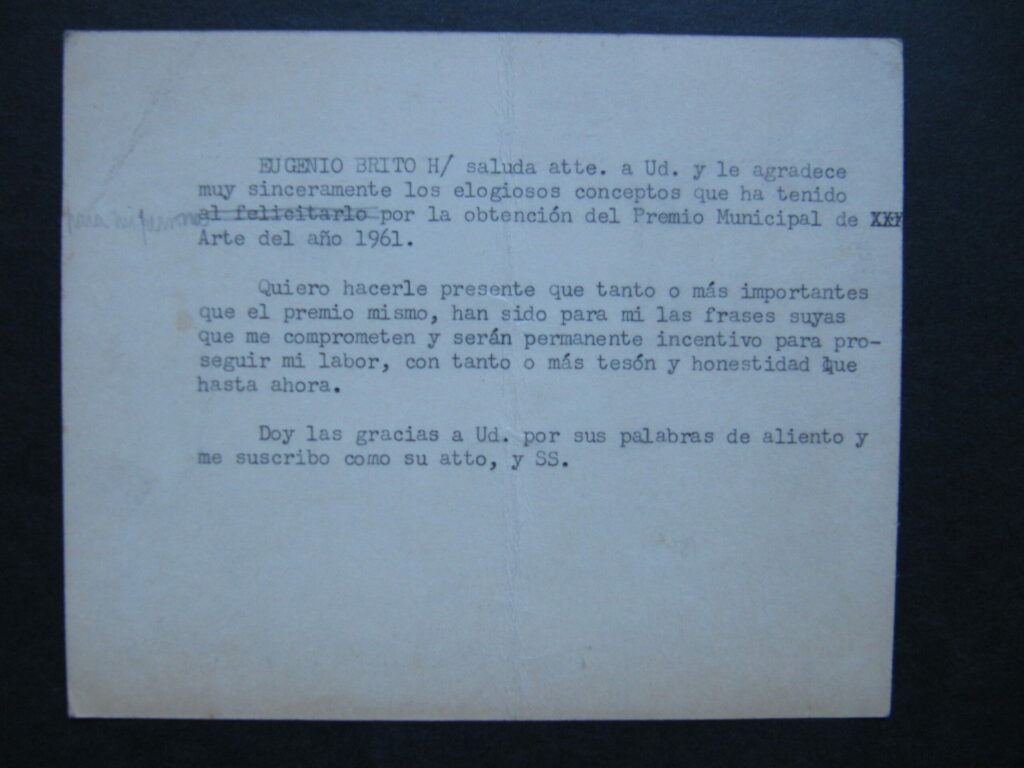 EUGENIO BRITO H/ saluda atte. a Ud. y le agradece
muy sinceramente los elogiosos conceptos que ha tenido
al felicitarlo por la obtención del Premio Municipal de XXX
Arte del año 1961.
Quiero hacerle presente que tanto o más importantes
que el premio mismo, han sido para mi las frases suyas
que me comprometen y serán permanente incentivo para pro-
seguir mi labor, con tanto o más tesón y honestidad que
hasta ahora.
Doy las gracias a Ud. por sus palabras de aliento y
me suscribo como su atto, y SS.